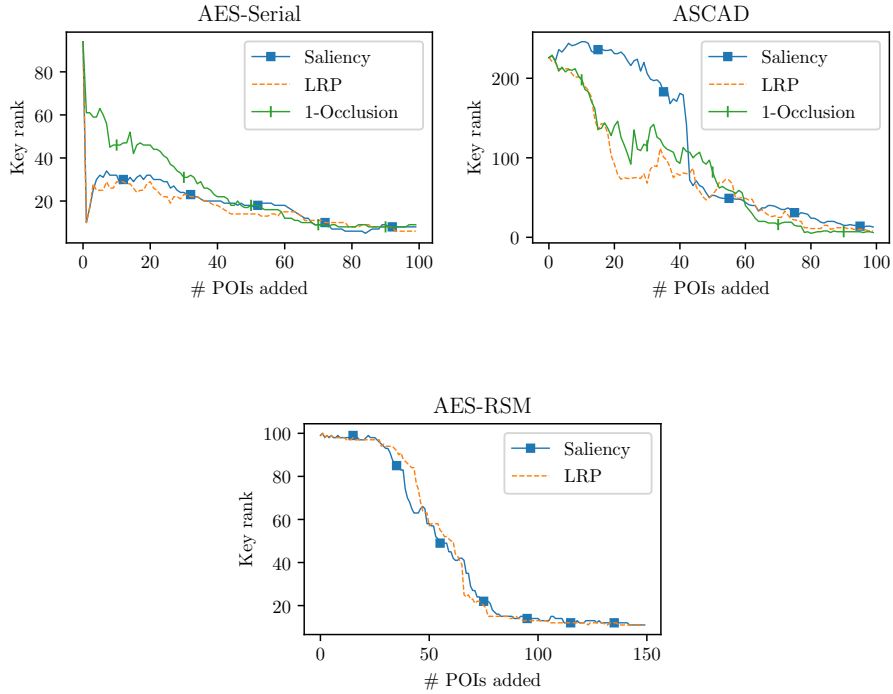 AES-Serial
Key rank
80
60
40
20
0 20 40 60 80 100
# POIs added
Saliency
LRP
1-Occlusion
ASCAD
Key rank
200
100
0
0 20 40 60 80 100
# POIs added
Saliency
LRP
1-Occlusion
AES-RSM
Key rank
100
80
60
40
20
0 50 100 150
# POIs added
Saliency
LRP